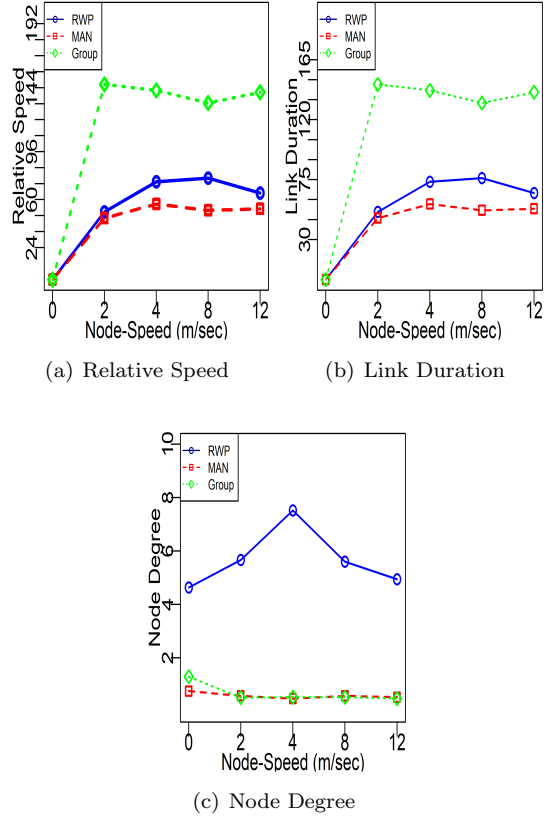 RWP
MAN
Group
Relative Speed
24 60 96 144 192
0 2 4 8 12
Node-Speed (m/sec)
(a) Relative Speed
RWP
MAN
Group
Link Duration
30 75 120 165
0 2 4 8 12
Node-Speed (m/sec)
(b) Link Duration
RWP
MAN
Group
Node Degree
2 4 6 8 10
0 2 4 8 12
Node-Speed (m/sec)
(c) Node Degree